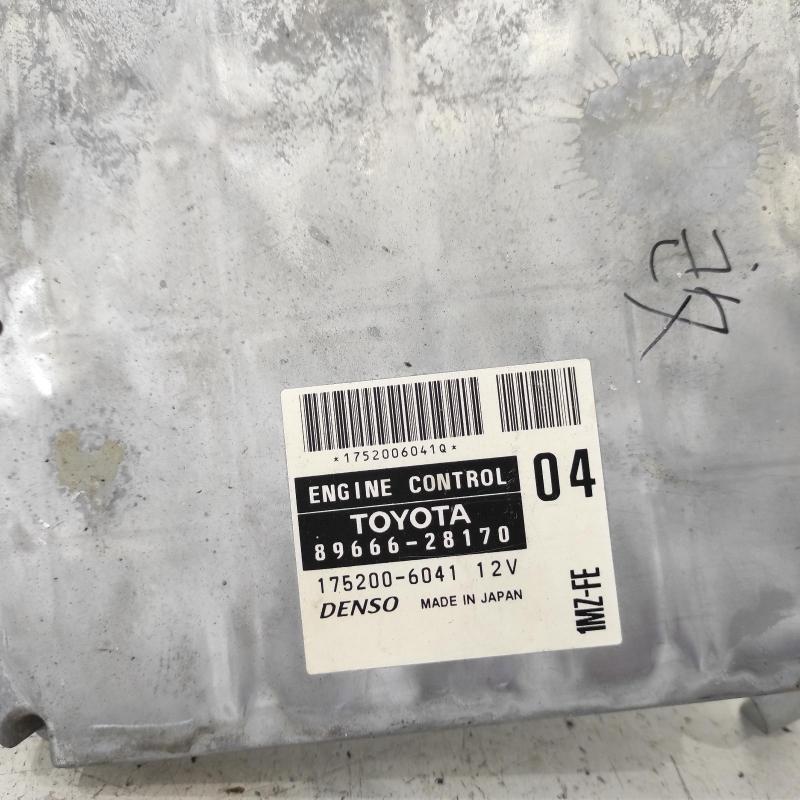 *1752006041Q*
04
ENGINE CONTROL
TOYOTA
89666-28170
175200-6041 12V
DENSO MADE IN JAPAN
1MZ-FE